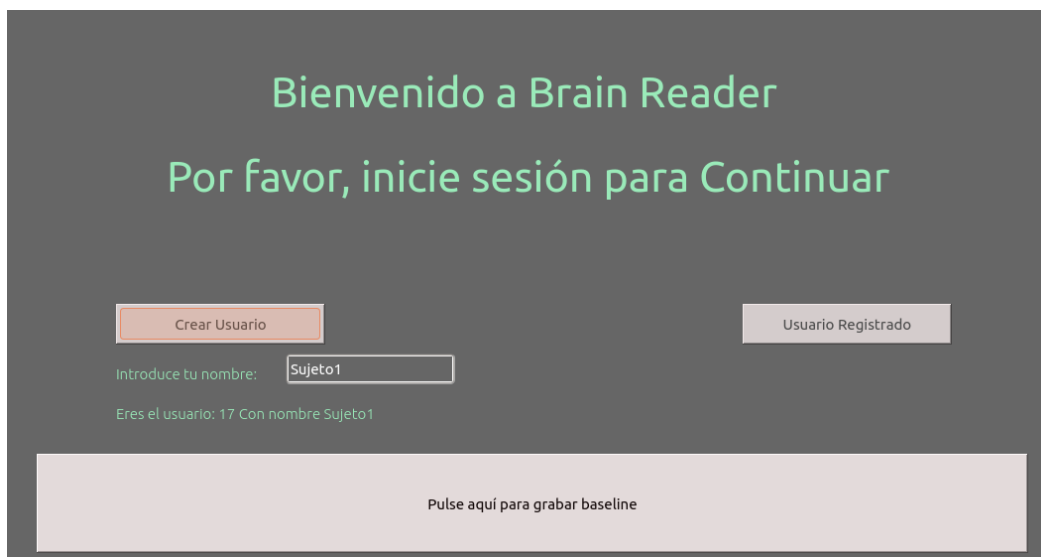 Bienvenido a Brain Reader
Por favor, inicie sesión para Continuar
Crear Usuario
Usuario Registrado
Introduce tu nombre:
Sujeto1
Eres el usuario: 17 Con nombre Sujeto1
Pulse aquí para grabar baseline